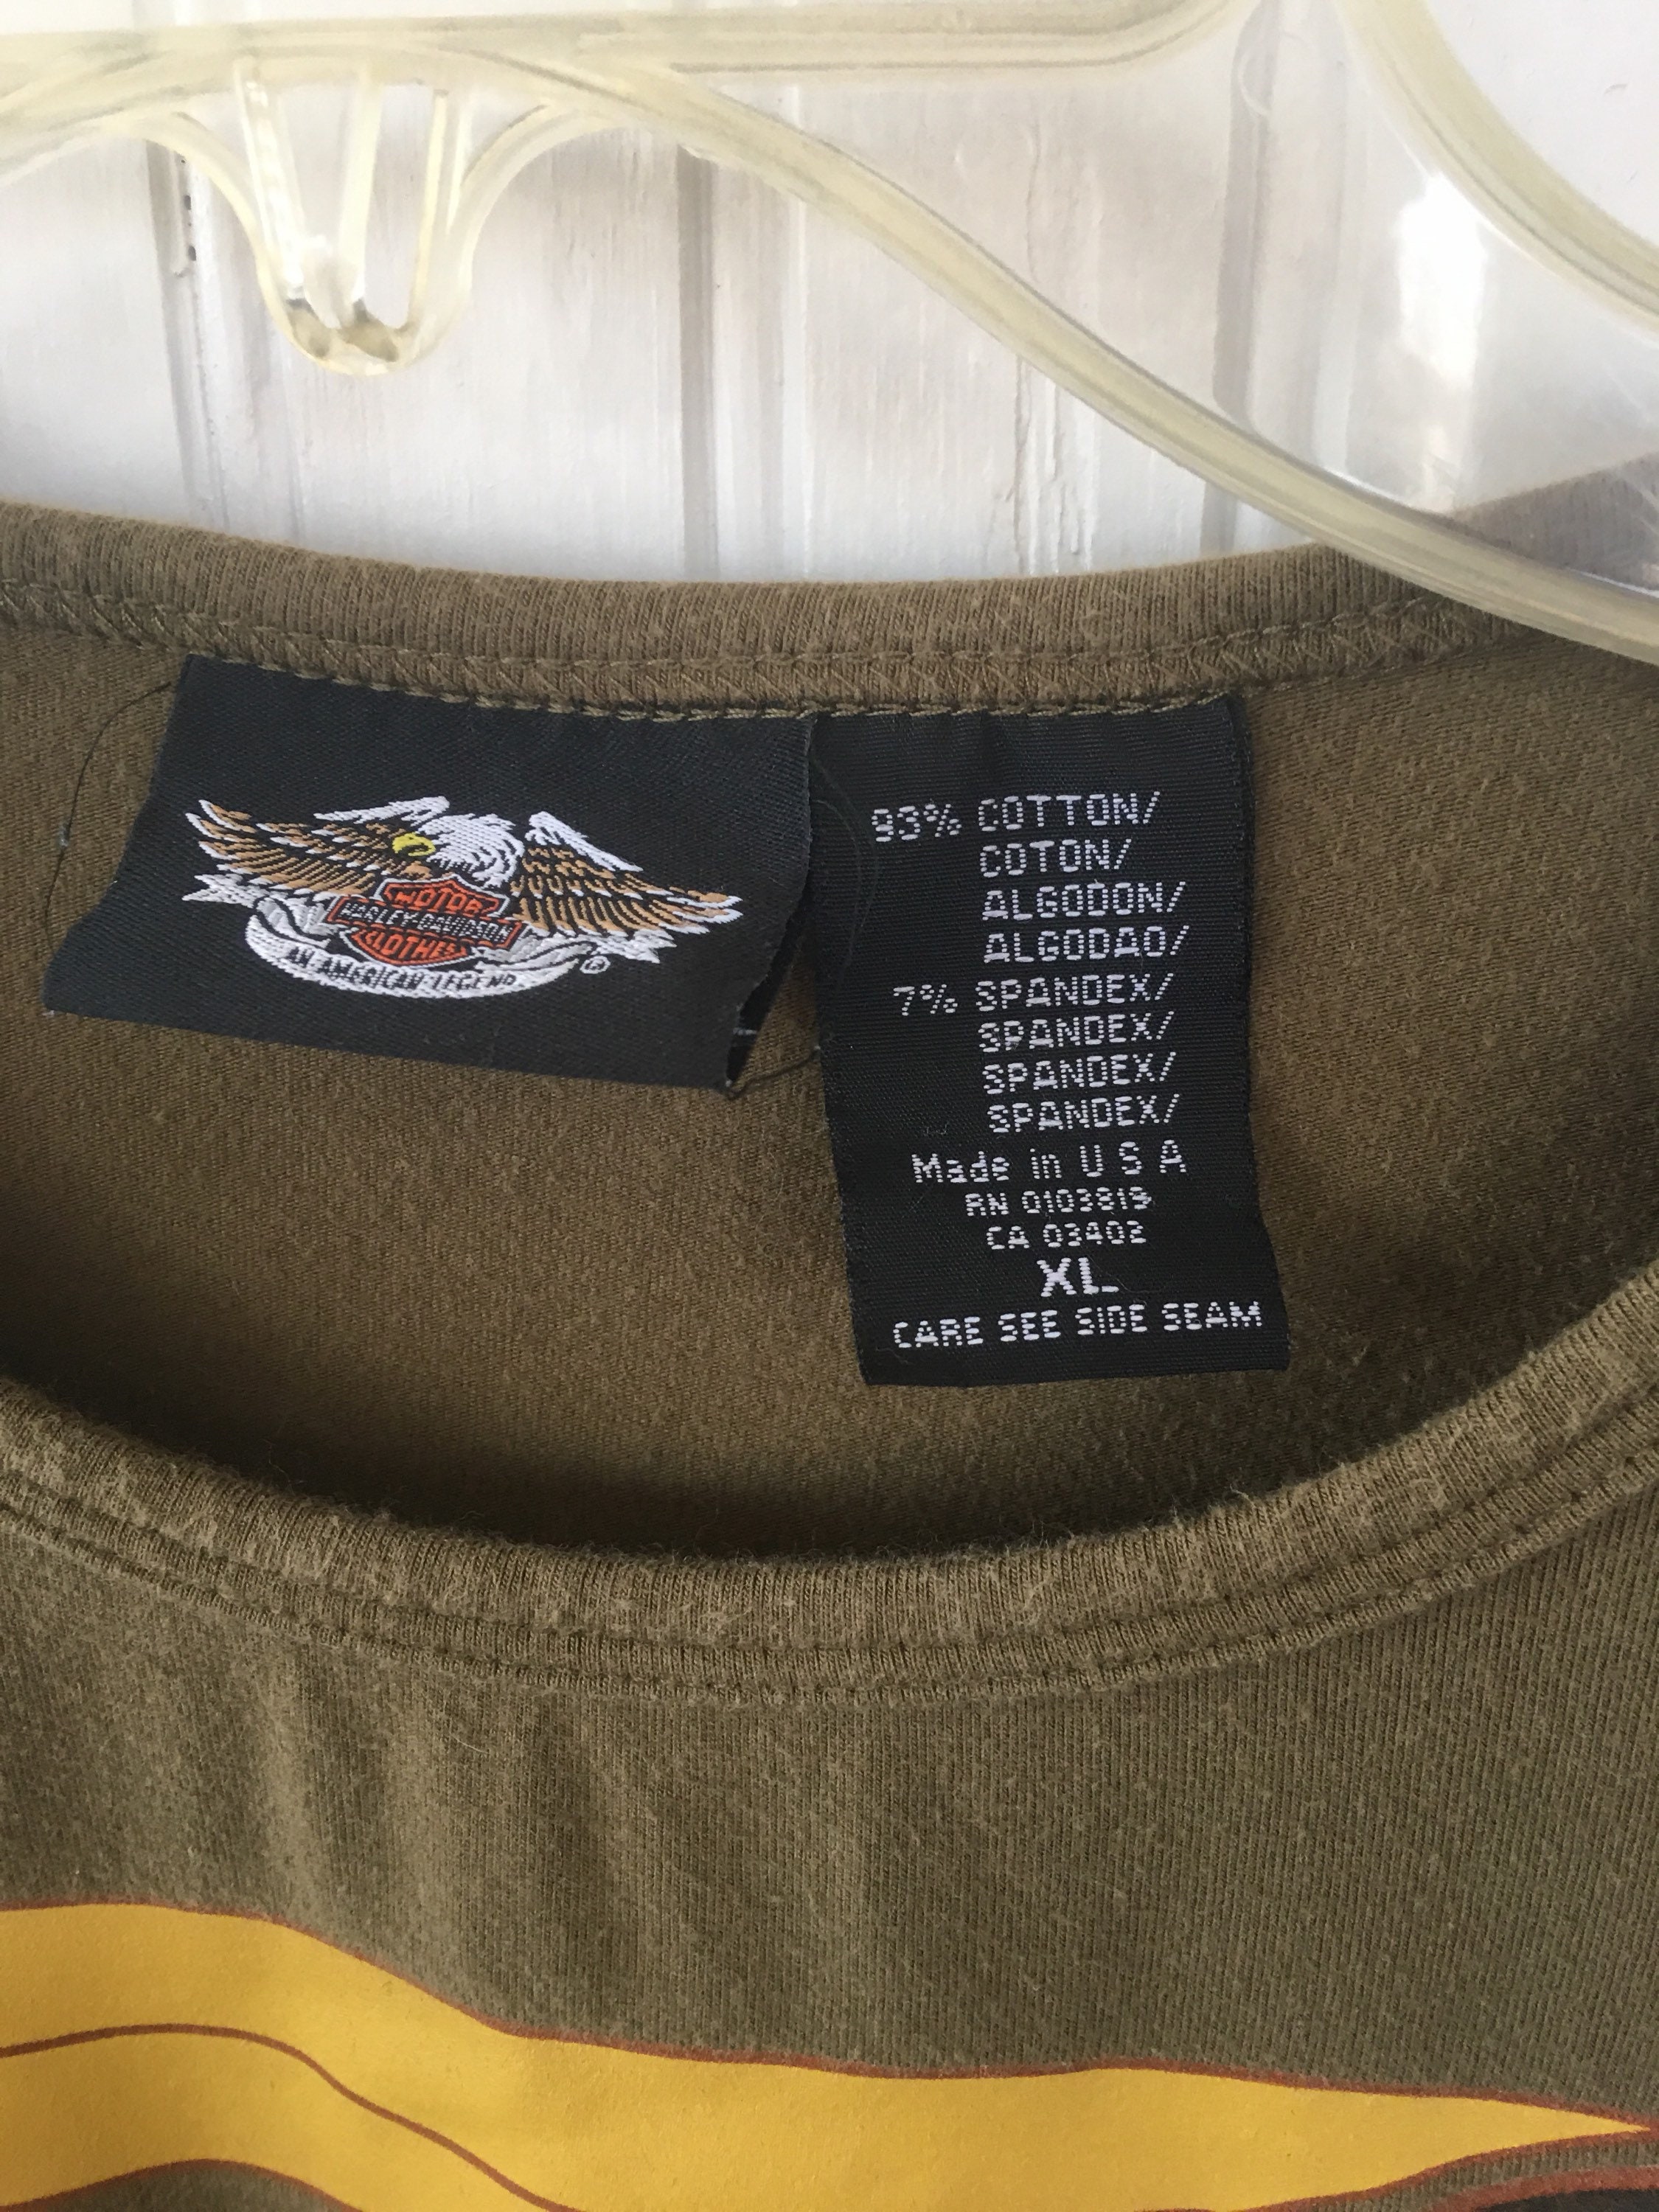 MOTOR
HARLEY-DAVIDSON
CLOTHES
AN AMERICAN LEGEND
®
93% COTTON/
COTON/
ALGODON/
ALGODAO/
7% SPANDEX/
SPANDEX/
SPANDEX/
SPANDEX/
Made in U S A
RN 0103819
CA 03402
XL
CARE SEE SIDE SEAM